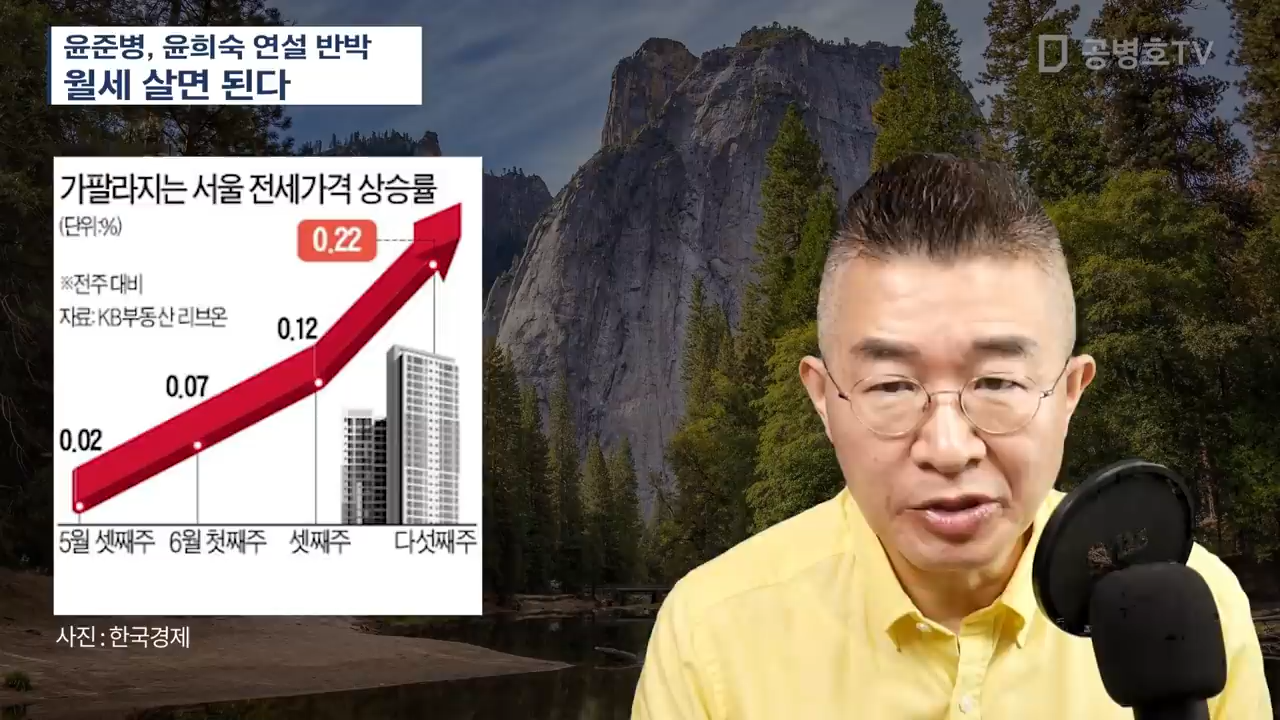 윤준병, 윤희숙 연설 반박
월세 살면 된다
공병호TV
가팔라지는 서울 전세가격 상승률
(단위:%)
0.22
※전주 대비
자료:KB부동산 리브온
0.12
0.07
0.02
5월 셋째주 6월 첫째주 셋째주 다섯째주
사진 : 한국경제